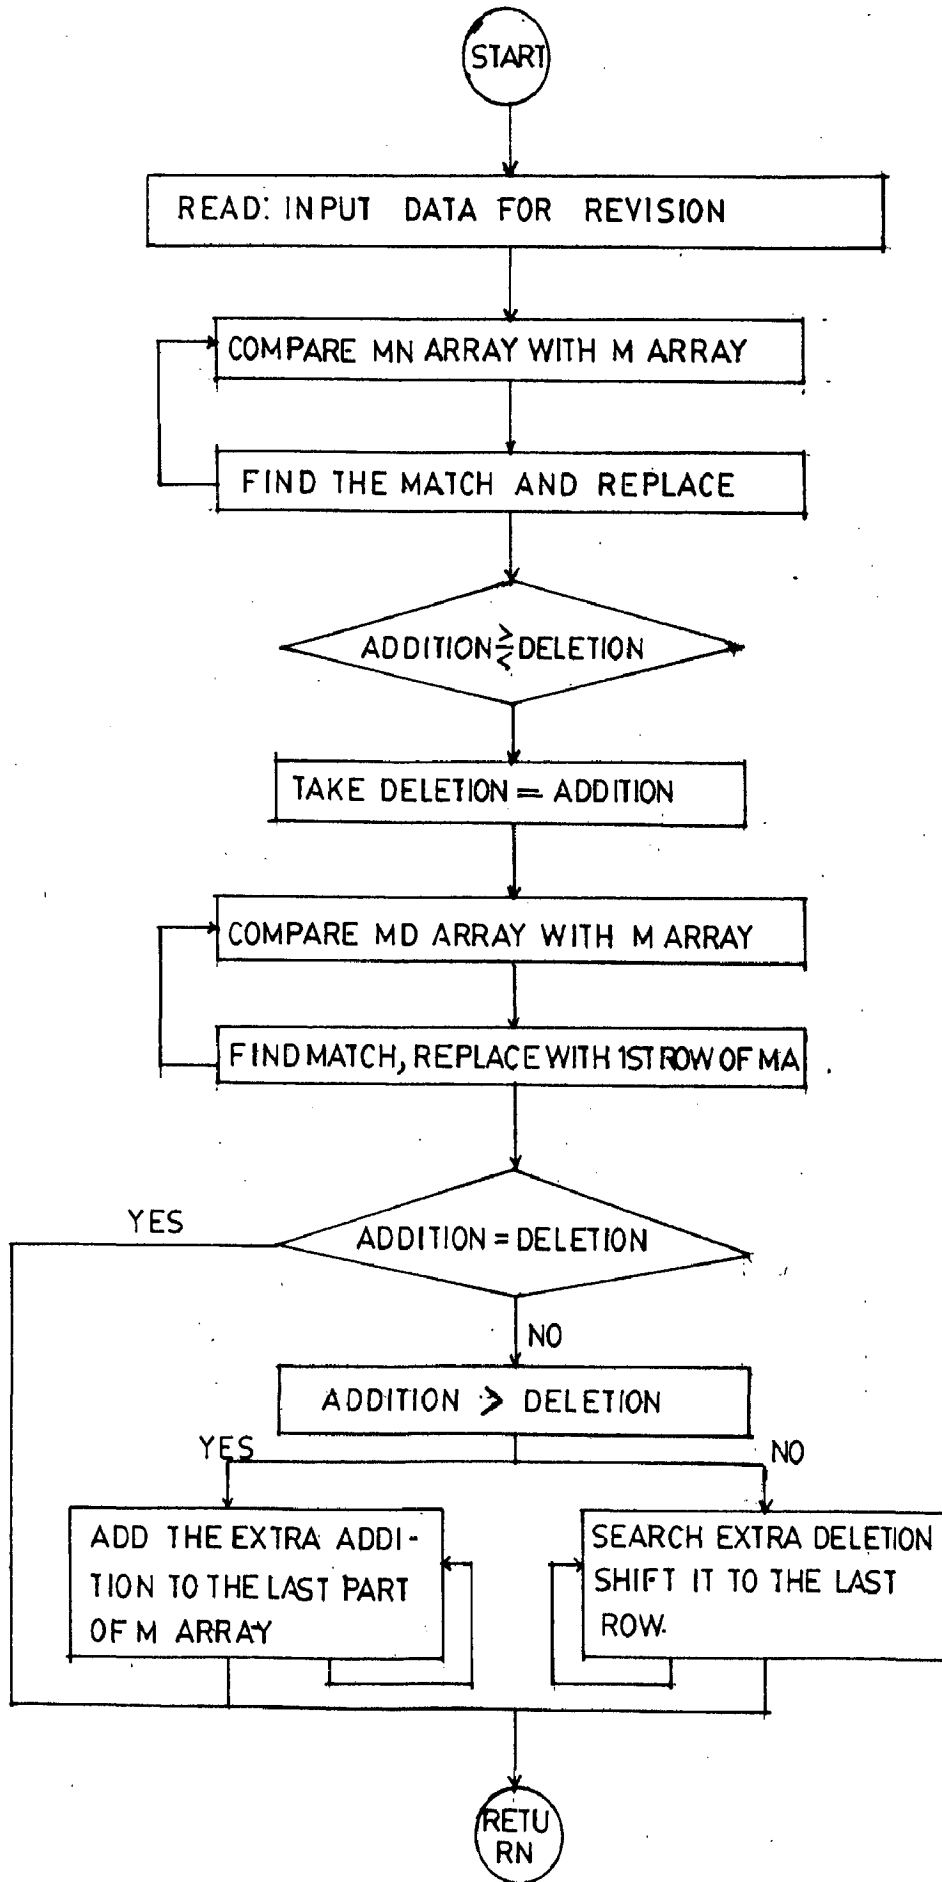 START
READ: INPUT DATA FOR REVISION
COMPARE MN ARRAY WITH M ARRAY
FIND THE MATCH AND REPLACE
ADDITION ⋛ DELETION
TAKE DELETION = ADDITION
COMPARE MD ARRAY WITH M ARRAY
FIND MATCH, REPLACE WITH 1ST ROW OF MA
YES
ADDITION = DELETION
NO
ADDITION > DELETION
YES
NO
ADD THE EXTRA ADDI-
TION TO THE LAST PART
OF M ARRAY
SEARCH EXTRA DELETION
SHIFT IT TO THE LAST
ROW.
RETU
RN